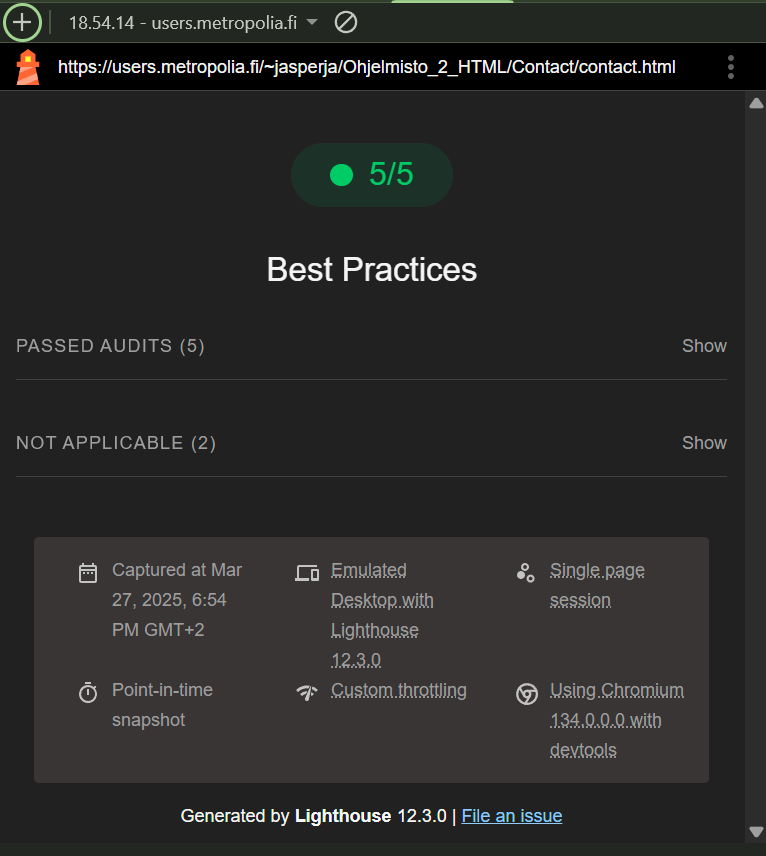 18.54.14 - users.metropolia.fi
https://users.metropolia.fi/~jasperja/Ohjelmisto_2_HTML/Contact/contact.html
5/5
Best Practices
PASSED AUDITS (5)
Show
NOT APPLICABLE (2)
Show
Captured at Mar
27, 2025, 6:54
PM GMT+2
Emulated
Desktop with
Lighthouse
12.3.0
Single page
session
Point-in-time
snapshot
Custom throttling
Using Chromium
134.0.0.0 with
devtools
Generated by Lighthouse 12.3.0 | File an issue